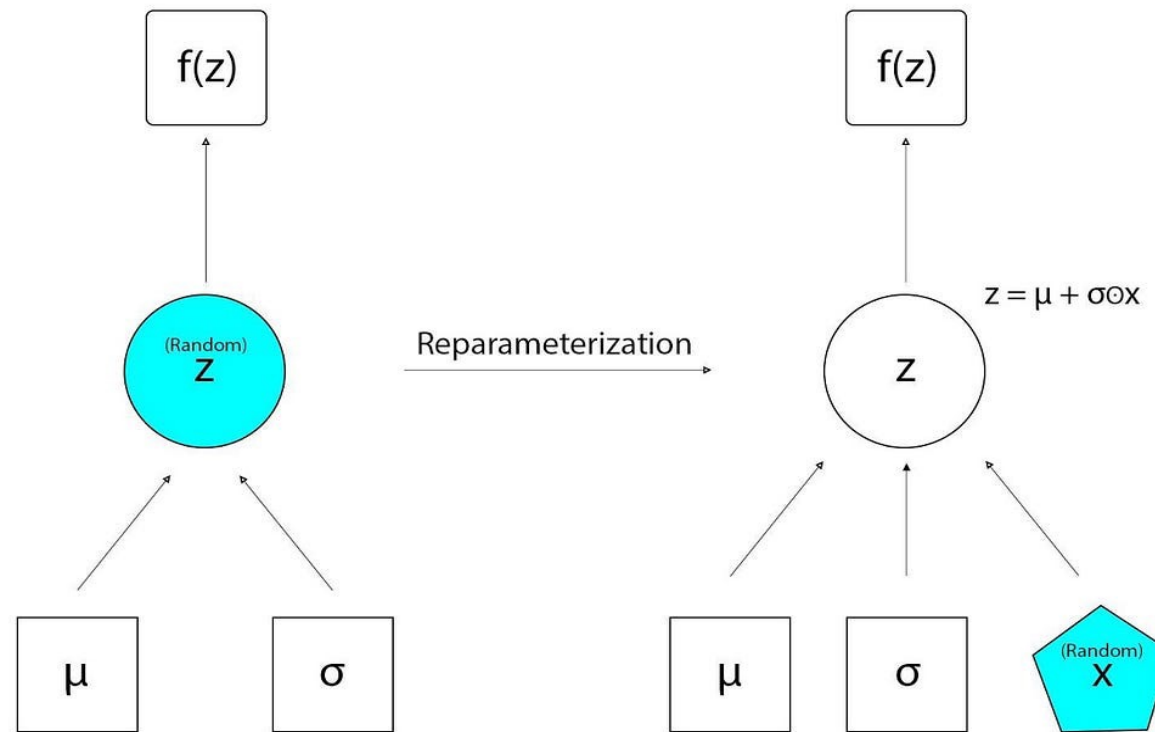 f(z)
f(z)
z = μ + σ⊙x
(Random)
z
Reparameterization
z
μ
σ
μ
σ
(Random)
x